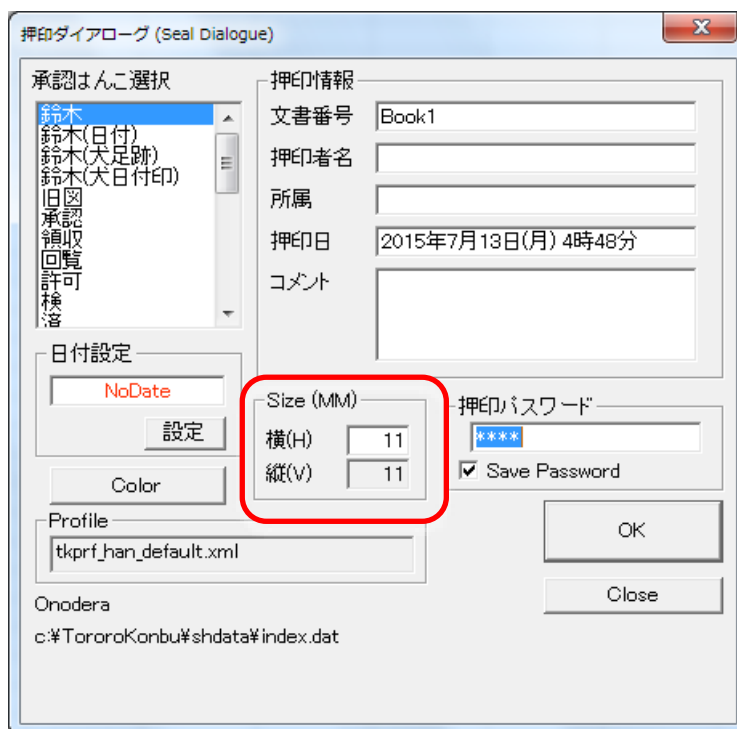 押印ダイアローグ (Seal Dialogue)
承認はんこ選択
鈴木
鈴木(日付)
鈴木(犬足跡)
鈴木(犬日付印)
旧図
承認
領収
回覧
許可
検
済
押印情報
文書番号 Book1
押印者名
所属
押印日 2015年7月13日(月) 4時48分
コメント
日付設定
NoDate
設定
Color
Size (MM)
横(H) 11
縦(V) 11
押印パスワード
****
Save Password
Profile
tkprf_han_default.xml
OK
Close
Onodera
c:¥TororoKonbu¥shdata¥index.dat